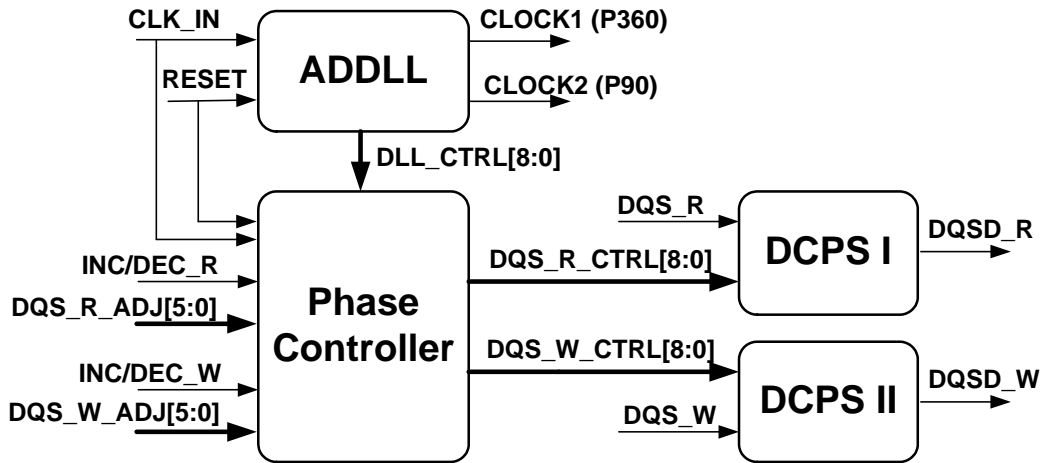 CLK_IN
CLOCK1 (P360)
ADDLL
RESET
CLOCK2 (P90)
DLL_CTRL[8:0]
DQS_R
DQSD_R
DCPS I
INC/DEC_R
DQS_R_CTRL[8:0]
DQS_R_ADJ[5:0]
Phase
Controller
DQS_W_CTRL[8:0]
INC/DEC_W
DQSD_W
DCPS II
DQS_W_ADJ[5:0]
DQS_W